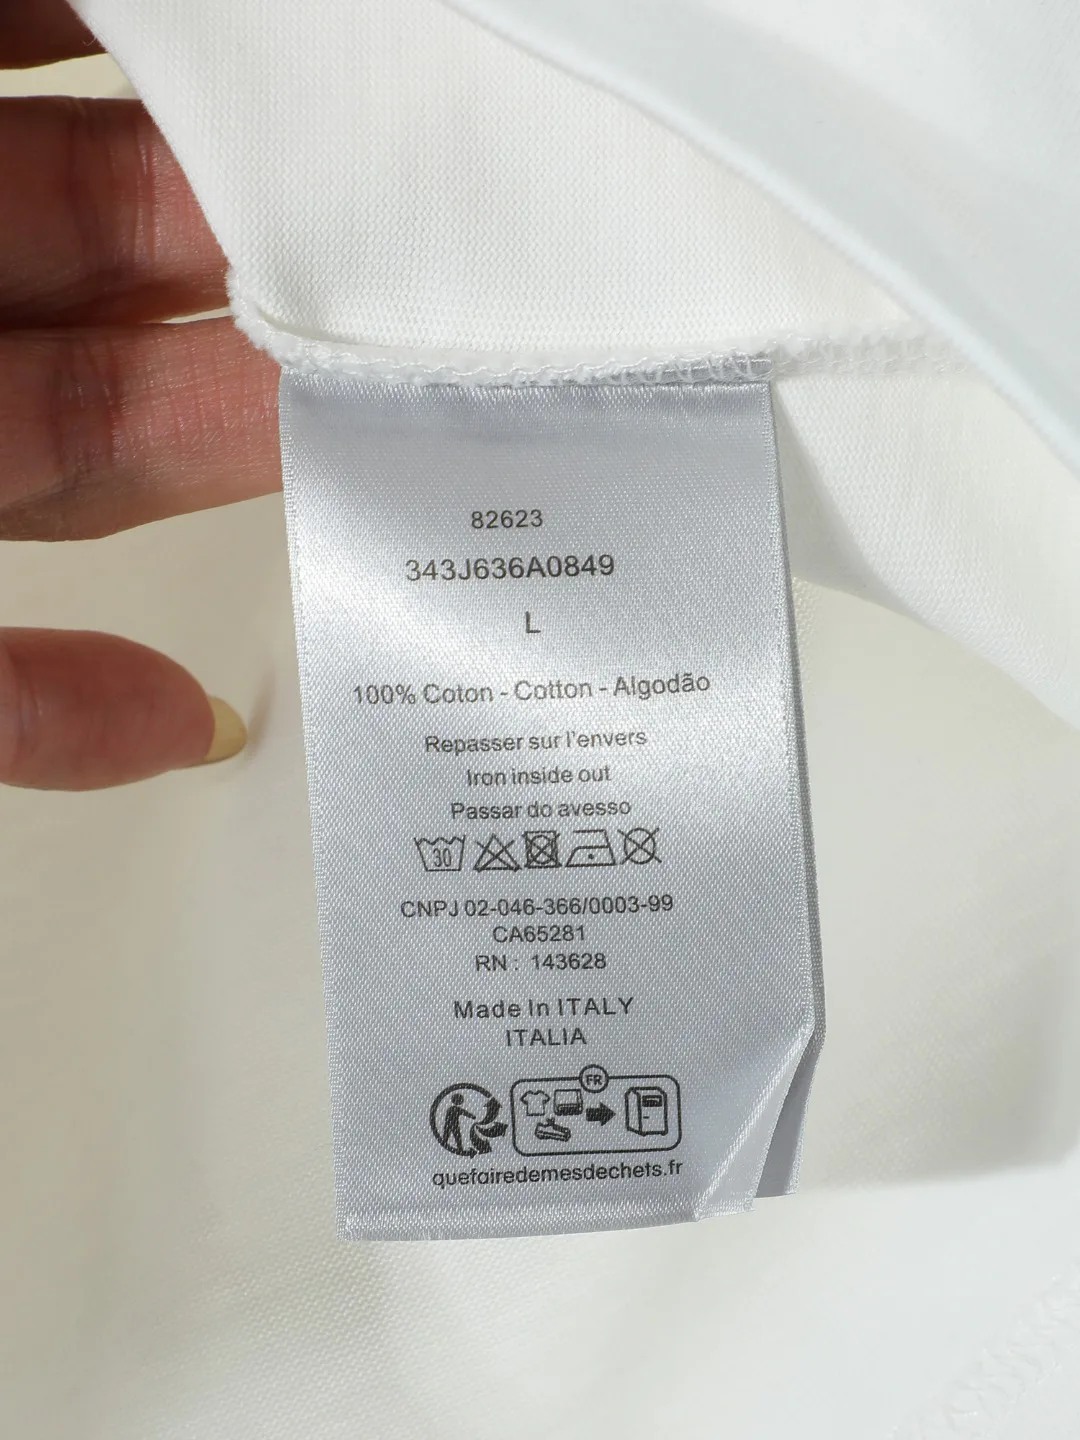 82623
343J636A0849
L
100% Coton - Cotton - Algodão
Repasser sur l'envers
Iron inside out
Passar do avesso
30
CNPJ 02-046-366/0003-99
CA65281
RN : 143628
Made In ITALY
ITALIA
FR
quefairedemesdechets.fr